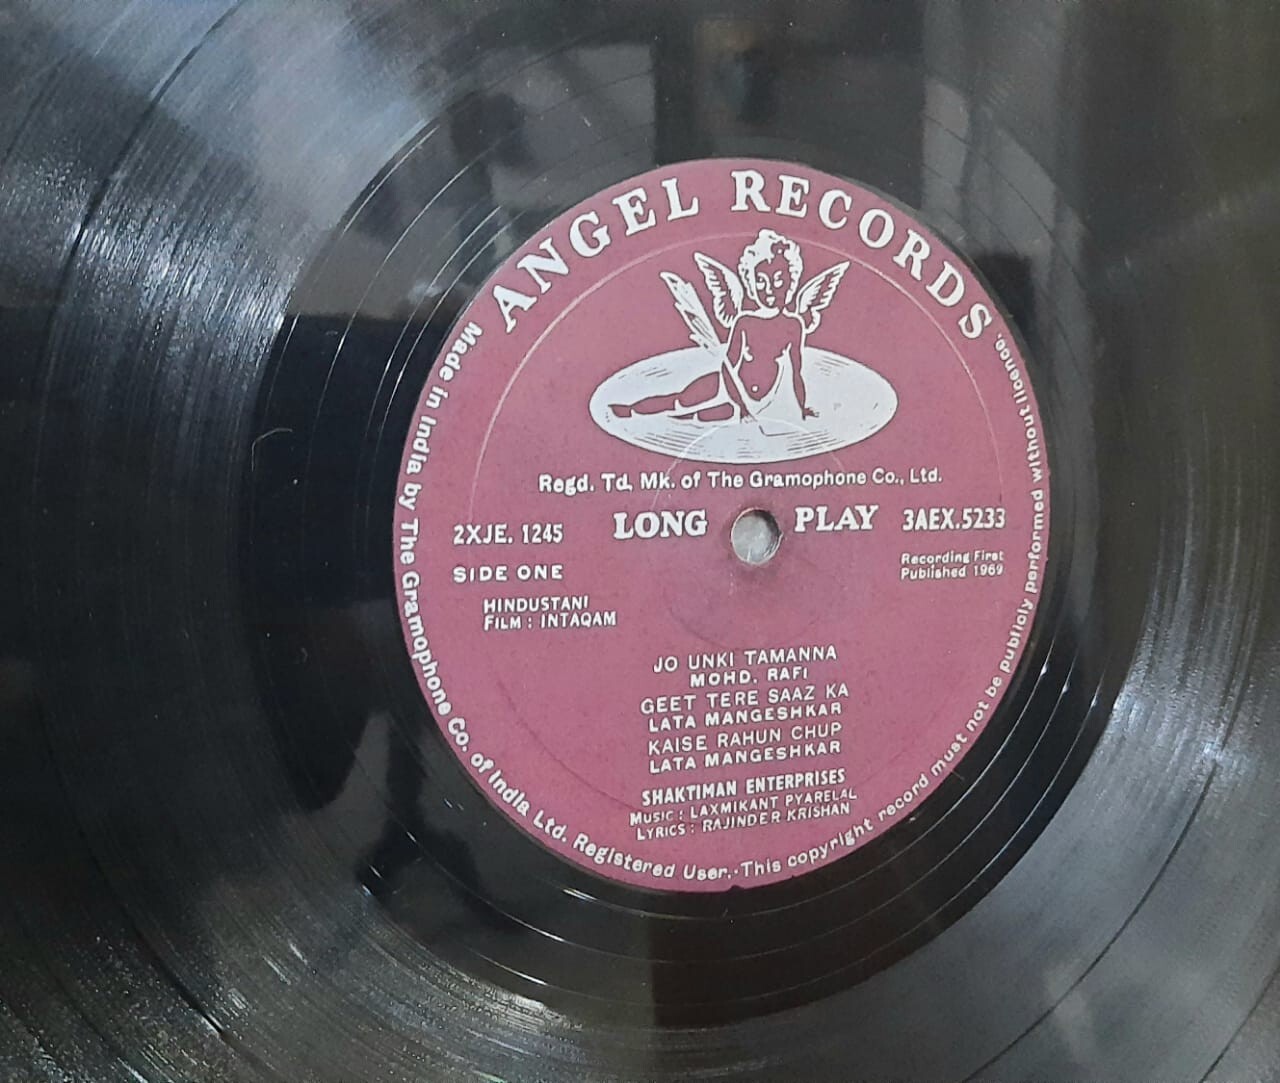 ANGEL RECORDS
Regd. Td. Mk. of The Gramophone Co., Ltd.
2XJE. 1245 LONG PLAY 3AEX.5233
SIDE ONE
Recording First
Published 1969
HINDUSTANI
FILM : INTAQAM
JO UNKI TAMANNA
MOHD. RAFI
GEET TERE SAAZ KA
LATA MANGESHKAR
KAISE RAHUN CHUP
LATA MANGESHKAR
SHAKTIMAN ENTERPRISES
MUSIC : LAXMIKANT PYARELAL
LYRICS : RAJINDER KRISHAN
Made in India by The Gramophone Co. of India Ltd. Registered User.·This copyright record must not be publicly performed without licence.